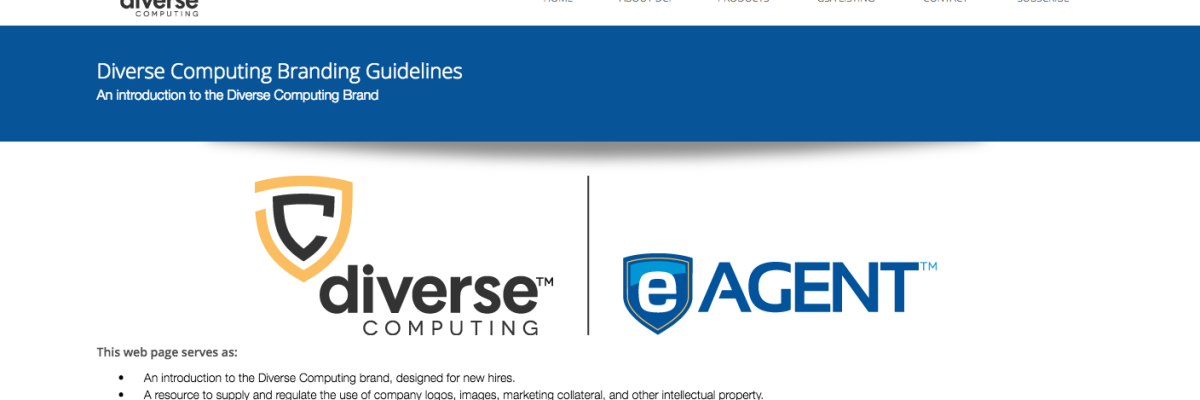 diverse
COMPUTING
HOME ABOUT DCI PRODUCTS GSA LISTING CONTACT SUBSCRIBE
Diverse Computing Branding Guidelines
An introduction to the Diverse Computing Brand
diverse™
COMPUTING
e AGENT™
This web page serves as:
• An introduction to the Diverse Computing brand, designed for new hires.
• A resource to supply and regulate the use of company logos, images, marketing collateral, and other intellectual property.